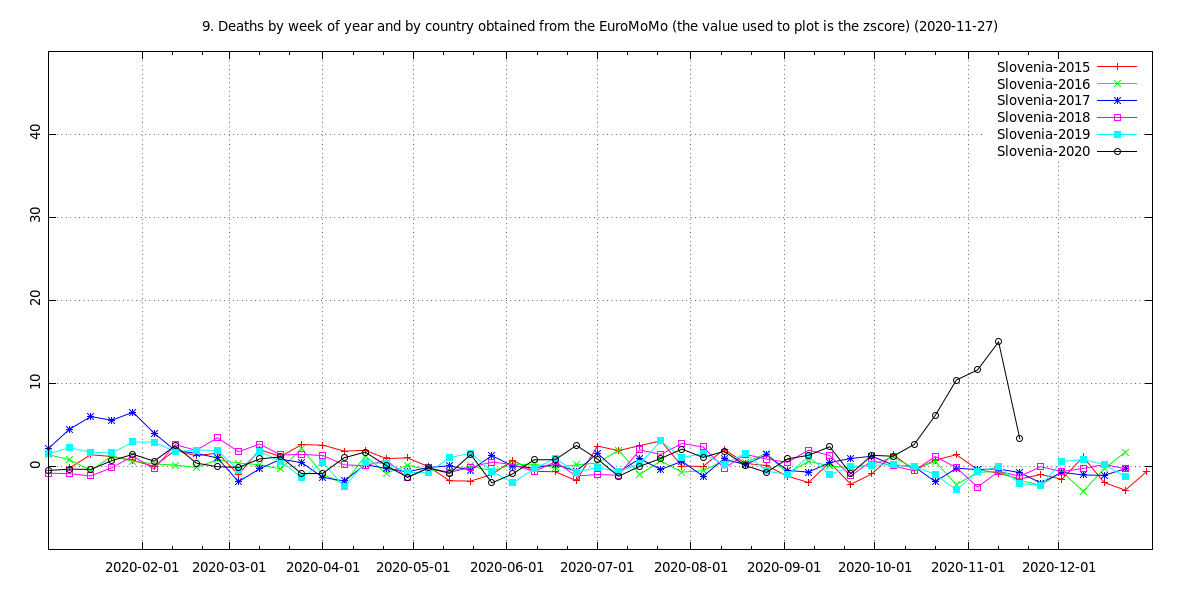 9. Deaths by week of year and by country obtained from the EuroMoMo (the value used to plot is the zscore) (2020-11-27)
Slovenia-2015
Slovenia-2016
Slovenia-2017
Slovenia-2018
Slovenia-2019
Slovenia-2020
40
30
20
10
0
2020-02-01 2020-03-01 2020-04-01 2020-05-01 2020-06-01 2020-07-01 2020-08-01 2020-09-01 2020-10-01 2020-11-01 2020-12-01